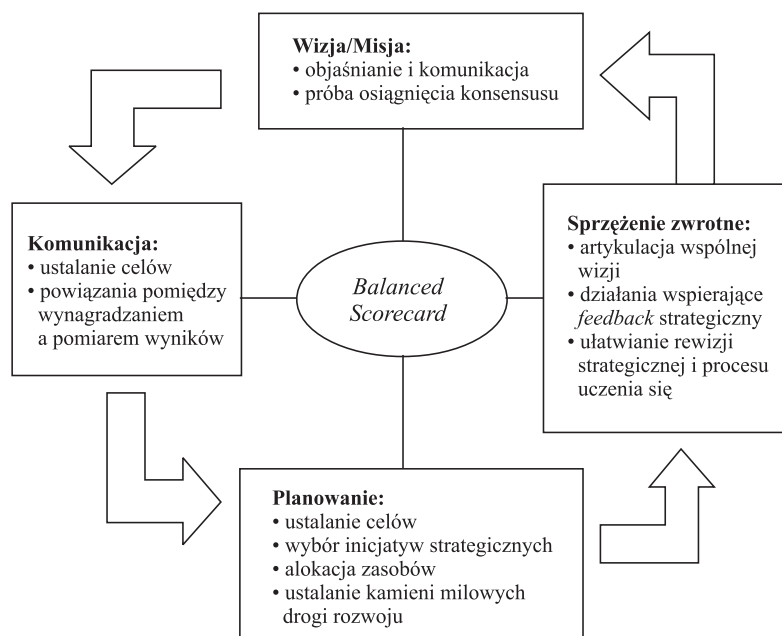 Wizja/Misja:
• objaśnianie i komunikacja
• próba osiągnięcia konsensusu
Komunikacja:
• ustalanie celów
• powiązania pomiędzy
wynagradzaniem
a pomiarem wyników
Balanced
Scorecard
Sprzężenie zwrotne:
• artykulacja wspólnej
wizji
• działania wspierające
feedback strategiczny
• ułatwianie rewizji
strategicznej i procesu
uczenia się
Planowanie:
• ustalanie celów
• wybór inicjatyw strategicznych
• alokacja zasobów
• ustalanie kamieni milowych
drogi rozwoju